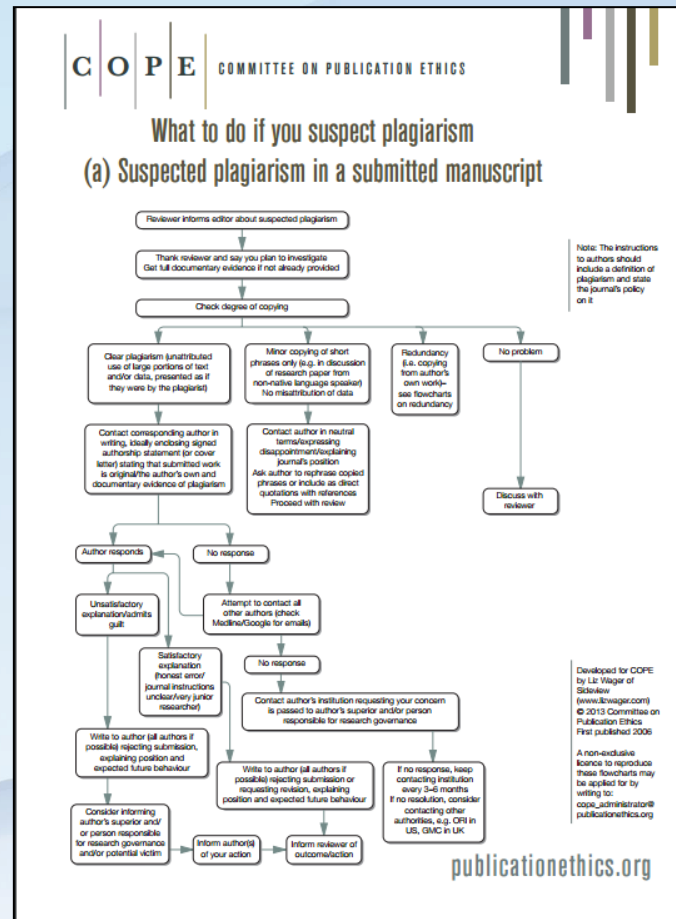 COPE COMMITTEE ON PUBLICATION ETHICS
What to do if you suspect plagiarism
(a) Suspected plagiarism in a submitted manuscript
Reviewer informs editor about suspected plagiarism
Thank reviewer and say you plan to investigate
Get full documentary evidence if not already provided
Note: The instructions
to authors should
include a definition of
plagiarism and state
the journal's policy
on it
Check degree of copying
Clear plagiarism (unattributed
use of large portions of text
and/or data, presented as if
they were by the plagiarist)
Minor copying of short
phrases only (e.g. in discussion
of research paper from
non-native language speaker)
No misattribution of data
Redundancy
(i.e. copying
from author's
own work)–
see flowcharts
on redundancy
No problem
Contact corresponding author in
writing, ideally enclosing signed
authorship statement (or cover
letter) stating that submitted work
is original/the author's own and
documentary evidence of plagiarism
Contact author in neutral
terms/expressing
disappointment/explaining
journal's position
Ask author to rephrase copied
phrases or include as direct
quotations with references
Proceed with review
Discuss with
reviewer
Author responds
No response
Unsatisfactory
explanation/admits
guilt
Attempt to contact all
other authors (check
Medline/Google for emails)
Satisfactory
explanation
(honest error/
journal instructions
unclear/very junior
researcher)
No response
Contact author's institution requesting your concern
is passed to author's superior and/or person
responsible for research governance
Write to author (all authors if
possible) rejecting submission,
explaining position and
expected future behaviour
Write to author (all authors if
possible) rejecting submission or
requesting revision, explaining
position and expected future behaviour
If no response, keep
contacting institution
every 3–6 months
If no resolution, consider
contacting other
authorities, e.g. ORI in
US, GMC in UK
Consider informing
author's superior and/
or person responsible
for research governance
and/or potential victim
Inform author(s)
of your action
Inform reviewer of
outcome/action
Developed for COPE
by Liz Wager of
Sideview
(www.lizwager.com)
© 2013 Committee on
Publication Ethics
First published 2006
A non-exclusive
licence to reproduce
these flowcharts may
be applied for by
writing to:
cope_administrator@
publicationethics.org
publicationethics.org